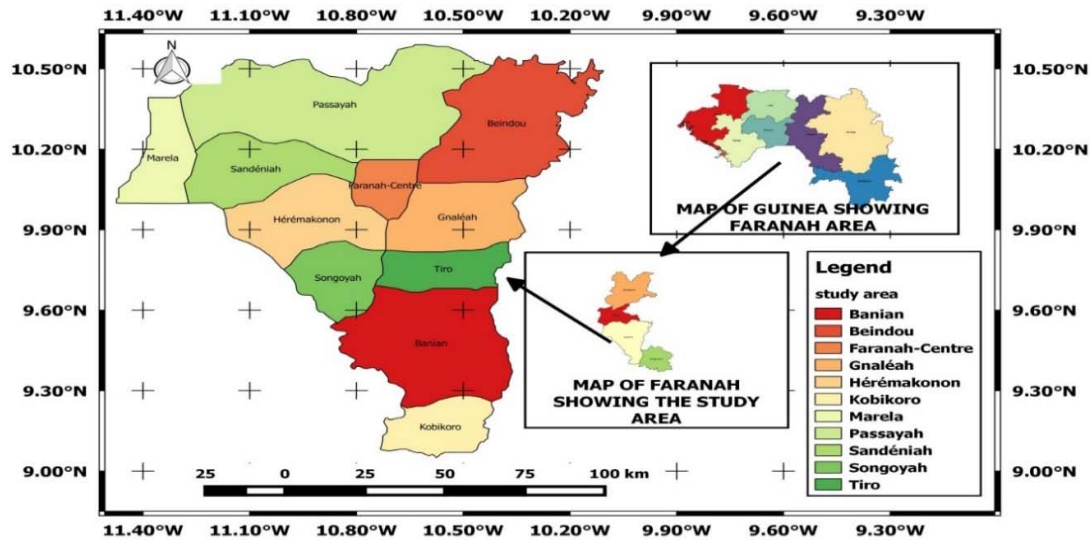 11.40°W 11.10°W 10.80°W 10.50°W 10.20°W 9.90°W 9.60°W 9.30°W
N
10.50°N
10.50°N
Passayah
Beindou
Marela
10.20°N
10.20°N
Sandéniah
Faranah-Centre
MAP OF GUINEA SHOWING
FARANAH AREA
Hérémakonon
Gnaléah
9.90°N
9.90°N
Songoyah
Tiro
Legend
study area
Banian
Beindou
Faranah-Centre
Gnaléah
Hérémakonon
Kobikoro
Marela
Passayah
Sandéniah
Songoyah
Tiro
9.60°N
9.60°N
Banian
MAP OF FARANAH
SHOWING THE STUDY
AREA
9.30°N
9.30°N
Kobikoro
9.00°N
9.00°N
25 0 25 50 75 100 km
11.40°W 11.10°W 10.80°W 10.50°W 10.20°W 9.90°W 9.60°W 9.30°W